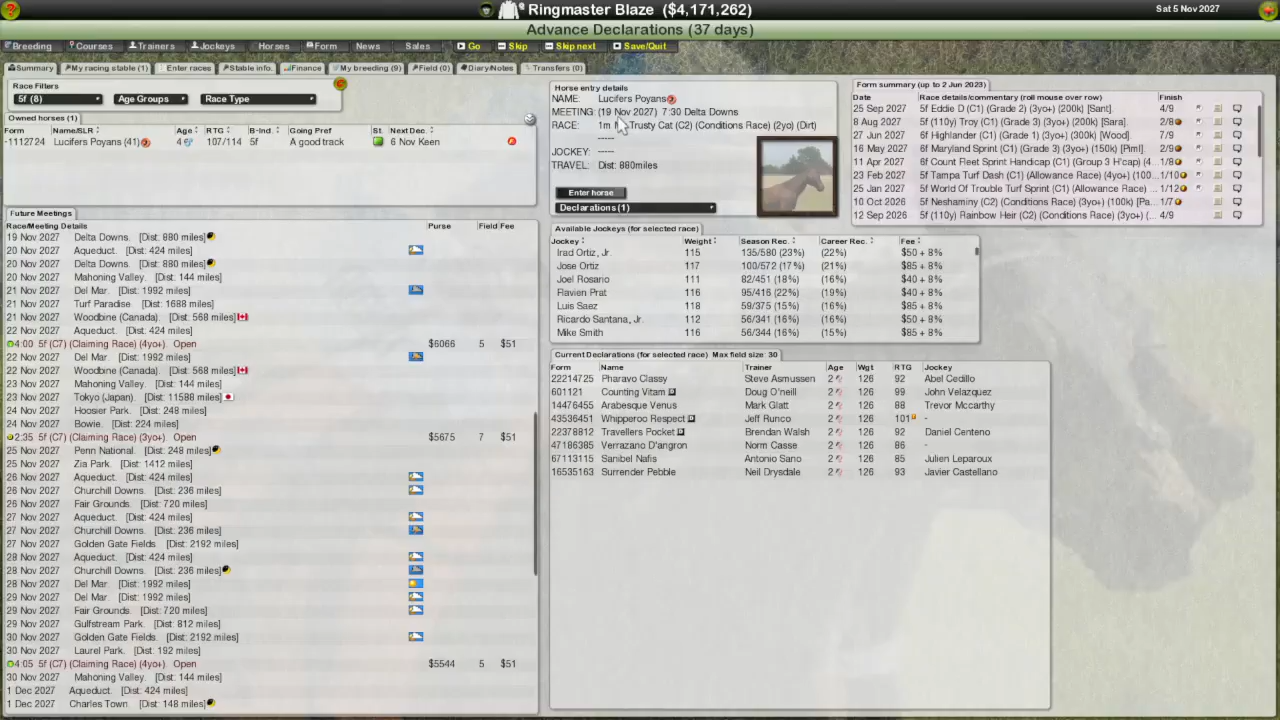 Ringmaster Blaze ($4,171,262)
Sat 5 Nov 2027
Advance Declarations (37 days)
Breeding Courses Trainers Jockeys Horses Form News Sales Go Skip Skip next Save/Quit
Summary My racing stable (1) Enter races Stable info. Finance My breeding (9) Field (0) Diary/Notes Transfers (0)
Race Filters
5f (8) Age Groups Race Type
Owned horses (1)
Form Name/SLR Age RTG B-Ind. Going Pref St. Next Dec.
-1112724 Lucifers Poyans (41) 4 107/114 5f A good track 6 Nov Keen
Future Meetings
Race/Meeting Details Purse Field Fee
19 Nov 2027 Delta Downs. [Dist: 880 miles]
20 Nov 2027 Aqueduct. [Dist: 424 miles]
20 Nov 2027 Delta Downs. [Dist: 880 miles]
20 Nov 2027 Mahoning Valley. [Dist: 144 miles]
21 Nov 2027 Del Mar. [Dist: 1992 miles]
21 Nov 2027 Turf Paradise. [Dist: 1688 miles]
21 Nov 2027 Woodbine (Canada). [Dist: 568 miles]
22 Nov 2027 Aqueduct. [Dist: 424 miles]
4:00 5f (C7) (Claiming Race) (4yo+) Open $6066 5 $51
22 Nov 2027 Del Mar. [Dist: 1992 miles]
22 Nov 2027 Woodbine (Canada). [Dist: 568 miles]
23 Nov 2027 Mahoning Valley. [Dist: 144 miles]
23 Nov 2027 Tokyo (Japan). [Dist: 11588 miles]
24 Nov 2027 Hoosier Park. [Dist: 248 miles]
24 Nov 2027 Bowie. [Dist: 224 miles]
2:35 5f (C7) (Claiming Race) (3yo+) Open $5675 7 $51
25 Nov 2027 Penn National. [Dist: 248 miles]
25 Nov 2027 Zia Park. [Dist: 1412 miles]
26 Nov 2027 Aqueduct. [Dist: 424 miles]
26 Nov 2027 Churchill Downs. [Dist: 236 miles]
26 Nov 2027 Fair Grounds. [Dist: 720 miles]
27 Nov 2027 Aqueduct. [Dist: 424 miles]
27 Nov 2027 Churchill Downs. [Dist: 236 miles]
27 Nov 2027 Golden Gate Fields. [Dist: 2192 miles]
28 Nov 2027 Aqueduct. [Dist: 424 miles]
28 Nov 2027 Churchill Downs. [Dist: 236 miles]
28 Nov 2027 Del Mar. [Dist: 1992 miles]
29 Nov 2027 Del Mar. [Dist: 1992 miles]
29 Nov 2027 Fair Grounds. [Dist: 720 miles]
29 Nov 2027 Gulfstream Park. [Dist: 812 miles]
30 Nov 2027 Golden Gate Fields. [Dist: 2192 miles]
30 Nov 2027 Laurel Park. [Dist: 192 miles]
4:05 5f (C7) (Claiming Race) (4yo+) Open $5544 5 $51
30 Nov 2027 Mahoning Valley. [Dist: 144 miles]
1 Dec 2027 Aqueduct. [Dist: 424 miles]
1 Dec 2027 Charles Town. [Dist: 148 miles]
Horse entry details
NAME: Lucifers Poyans
MEETING: (19 Nov 2027) 7:30 Delta Downs
RACE: 1m Trusty Cat (C2) (Conditions Race) (2yo) (Dirt)
-----
JOCKEY: -----
TRAVEL: Dist: 880miles
Enter horse
Declarations (1)
Form summary (up to 2 Jun 2023)
Date Race details/commentary (roll mouse over row) Finish
25 Sep 2027 5f Eddie D (C1) (Grade 2) (3yo+) (200k) [Sant]. 4/9
8 Aug 2027 5f (110y) Troy (C1) (Grade 3) (3yo+) (200k) [Sara]. 2/8
27 Jun 2027 6f Highlander (C1) (Grade 1) (3yo+) (300k) [Wood]. 7/9
16 May 2027 5f Maryland Sprint (C1) (Grade 3) (3yo+) (150k) [Piml]. 2/9
11 Apr 2027 6f Count Fleet Sprint Handicap (C1) (Group 3 H'cap) (4 1/8
23 Feb 2027 5f Tampa Turf Dash (C1) (Allowance Race) (4yo+) (100 1/10
25 Jan 2027 5f World Of Trouble Turf Sprint (C1) (Allowance Race) ( 1/12
10 Oct 2026 5f Neshaminy (C2) (Conditions Race) (3yo+) (150k) [Pa 1/7
12 Sep 2026 5f (110y) Rainbow Heir (C2) (Conditions Race) (3yo+) ( 4/9
Available Jockeys (for selected race)
Jockey Weight Season Rec. Career Rec. Fee
Irad Ortiz, Jr. 115 135/580 (23%) (22%) $50 + 8%
Jose Ortiz 117 100/572 (17%) (21%) $85 + 8%
Joel Rosario 111 82/451 (18%) (16%) $40 + 8%
Flavien Prat 116 95/416 (22%) (19%) $40 + 8%
Luis Saez 118 59/375 (15%) (16%) $85 + 8%
Ricardo Santana, Jr. 112 56/341 (16%) (16%) $50 + 8%
Mike Smith 116 56/344 (16%) (15%) $85 + 8%
Current Declarations (for selected race) Max field size: 30
Form Name Trainer Age Wgt RTG Jockey
22214725 Pharavo Classy Steve Asmussen 2 126 92 Abel Cedillo
601121 Counting Vitam Doug O'neill 2 126 99 John Velazquez
14476455 Arabesque Venus Mark Glatt 2 126 88 Trevor Mccarthy
43536451 Whipperoo Respect Jeff Runco 2 126 101 -
22378812 Travellers Pocket Brendan Walsh 2 126 92 Daniel Centeno
47186385 Verrazano D'angron Norm Casse 2 126 86 -
67113115 Sanibel Nafis Antonio Sano 2 126 85 Julien Leparoux
16535163 Surrender Pebble Neil Drysdale 2 126 93 Javier Castellano